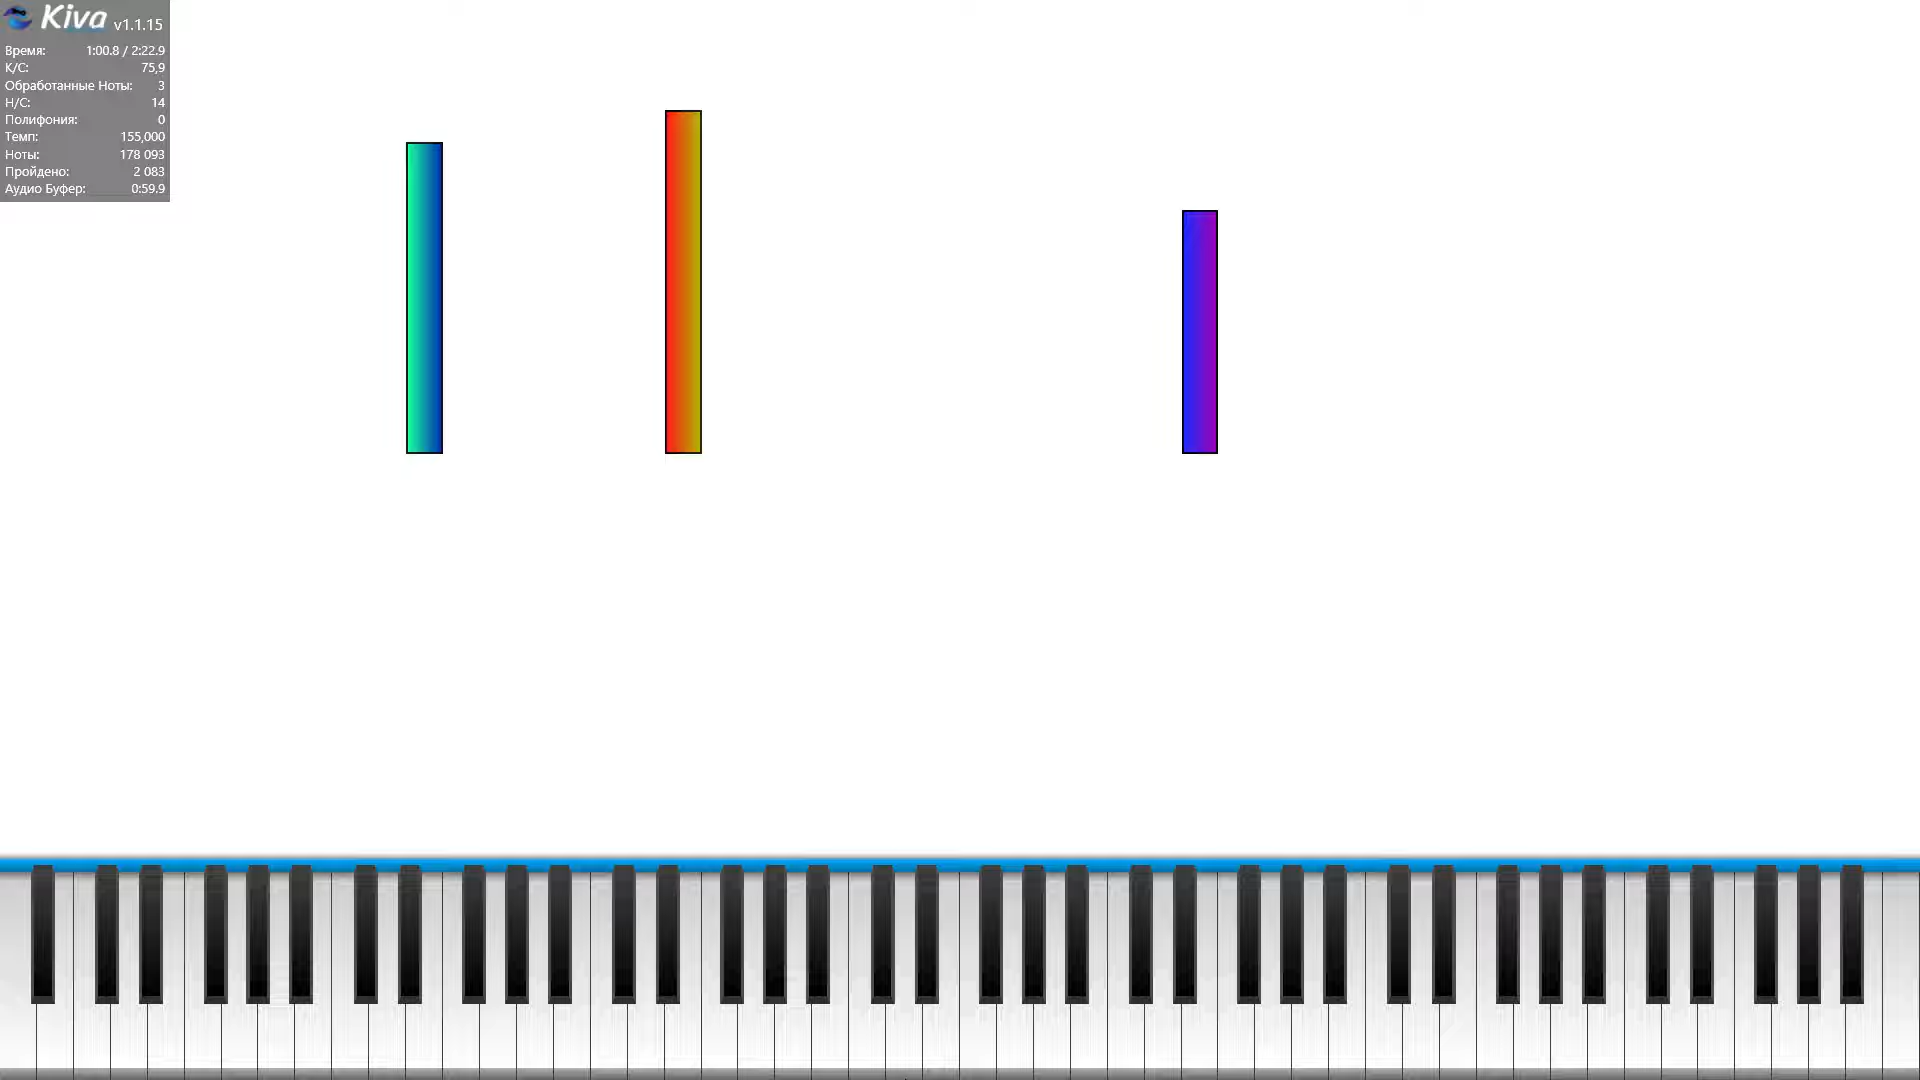 Kiva v1.1.15
Время: 1:00.8 / 2:22.9
К/С: 75,9
Обработанные Ноты: 3
Н/С: 14
Полифония: 0
Темп: 155,000
Ноты: 178 093
Пройдено: 2 083
Аудио Буфер: 0:59.9